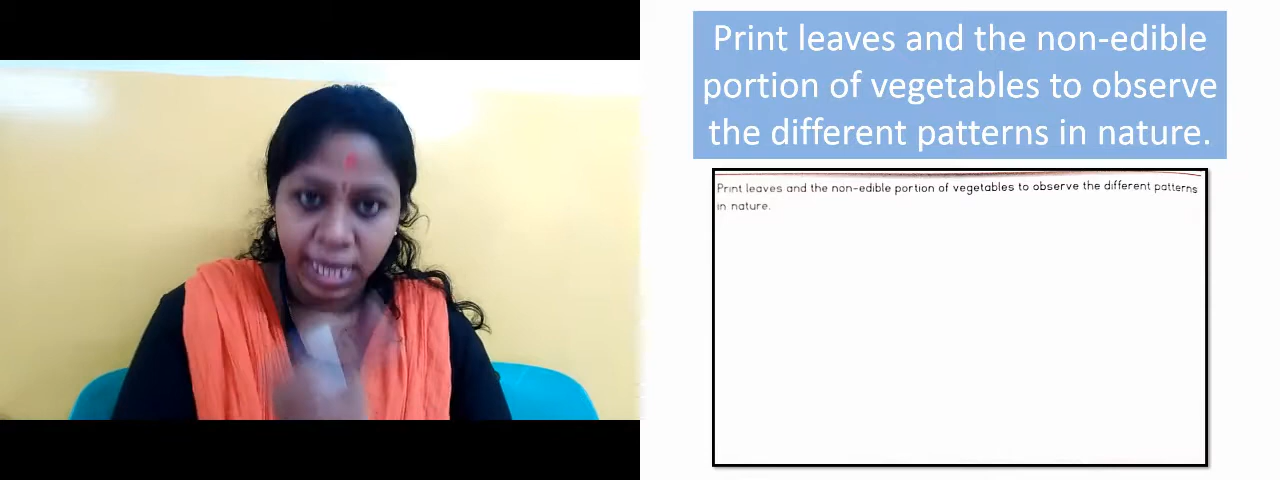 Print leaves and the non-edible
portion of vegetables to observe
the different patterns in nature.
Print leaves and the non-edible portion of vegetables to observe the different patterns
in nature.